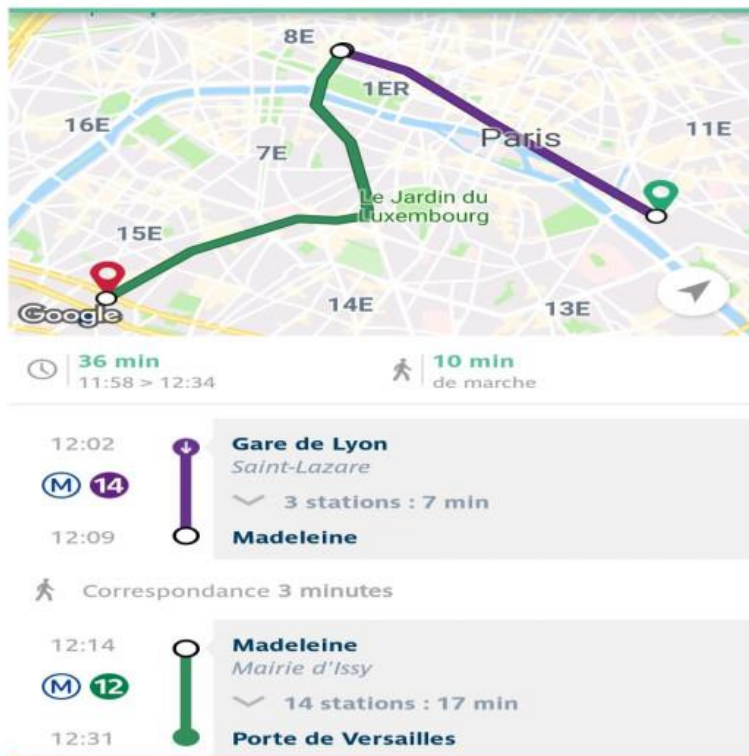 8E
1ER
16E
Paris
11E
7E
Le Jardin du
Luxembourg
15E
14E
13E
Google
36 min
11:58 > 12:34
10 min
de marche
12:02
Gare de Lyon
Saint-Lazare
M 14
3 stations : 7 min
12:09
Madeleine
Correspondance 3 minutes
12:14
Madeleine
Mairie d'Issy
M 12
14 stations : 17 min
12:31
Porte de Versailles